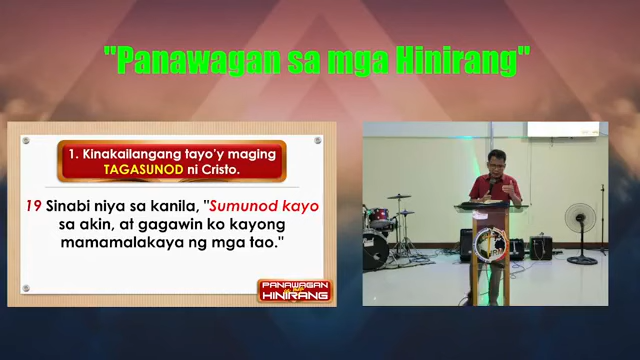 "Panawagan sa mga Hinirang"
1. Kinakailangang tayo'y maging
TAGASUNOD ni Cristo.
19 Sinabi niya sa kanila, "Sumunod kayo
sa akin, at gagawin ko kayong
mamamalakaya ng mga tao."
PANAWAGAN
HINIRANG